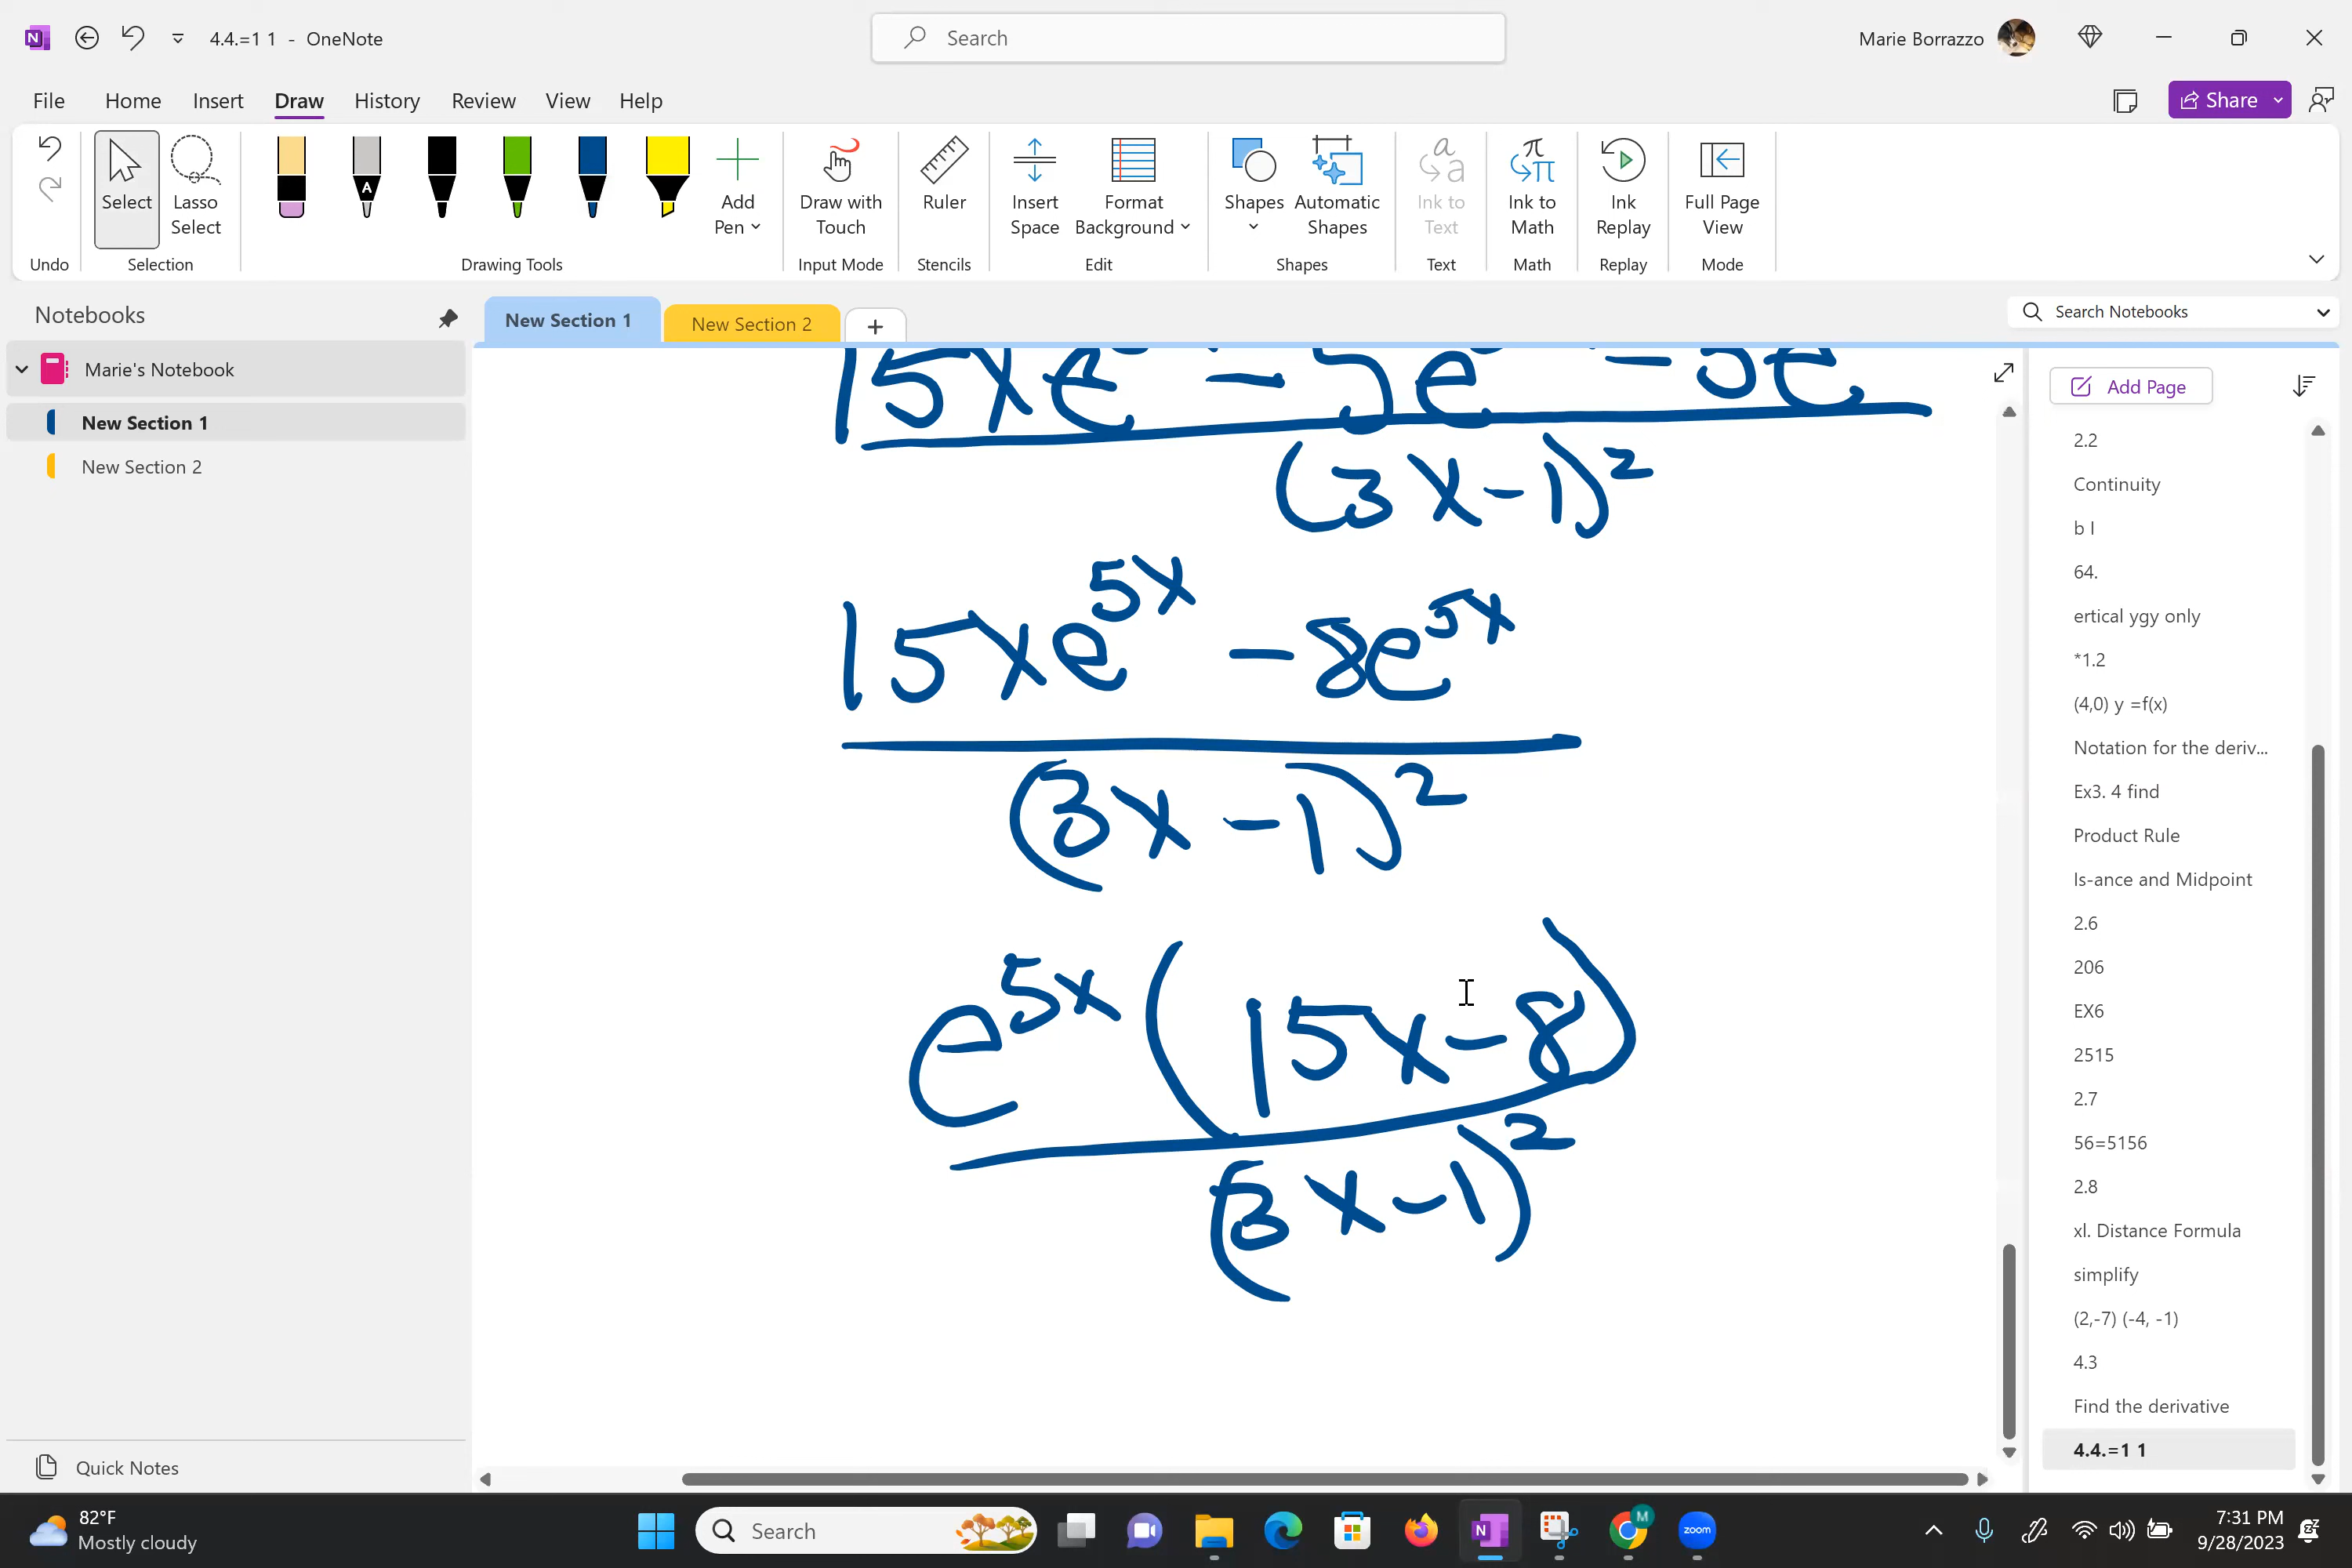 4.4.=1 1 - OneNote
Search
Marie Borrazzo
File Home Insert Draw History Review View Help
Share
Select
Lasso Select
A
Add Pen
Draw with Touch
Ruler
Insert Space
Format Background
Shapes
Automatic Shapes
Ink to Text
Ink to Math
Ink Replay
Full Page View
Undo Selection Drawing Tools Input Mode Stencils Edit Shapes Text Math Replay Mode
Notebooks
Marie's Notebook
New Section 1
New Section 2
Quick Notes
New Section 1 New Section 2 +
Search Notebooks
15xe - 5e - 3e
(3x-1)²
15xe^5x - 8e^5x
(3x-1)²
e^5x (15x-8)
(3x-1)²
Add Page
2.2
Continuity
b I
64.
ertical ygy only
*1.2
(4,0) y =f(x)
Notation for the deriv...
Ex3. 4 find
Product Rule
Is-ance and Midpoint
2.6
206
EX6
2515
2.7
56=5156
2.8
xl. Distance Formula
simplify
(2,-7) (-4, -1)
4.3
Find the derivative
4.4.=1 1
82°F
Mostly cloudy
Search
M
zoom
7:31 PM
9/28/2023